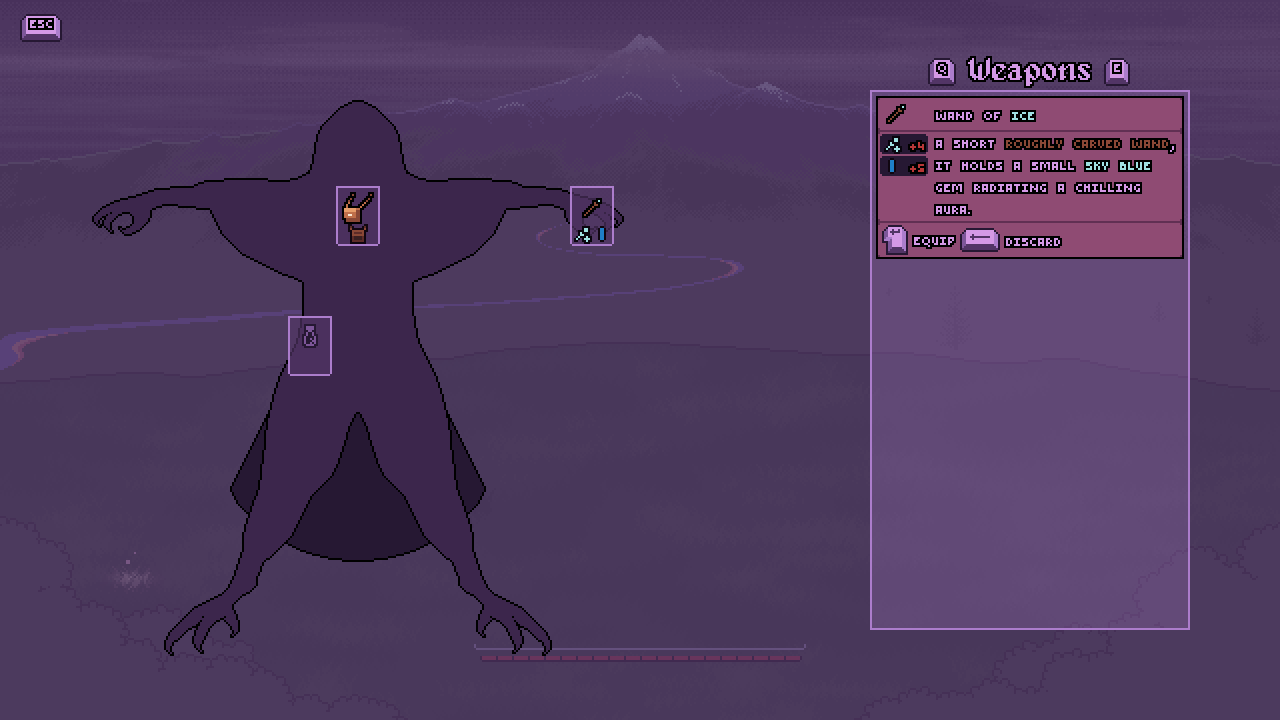 ESC
Q Weapons E
WAND OF ICE
+4 A SHORT ROUGHLY CARVED WAND,
+5 IT HOLDS A SMALL SKY BLUE
GEM RADIATING A CHILLING
AURA.
EQUIP DISCARD